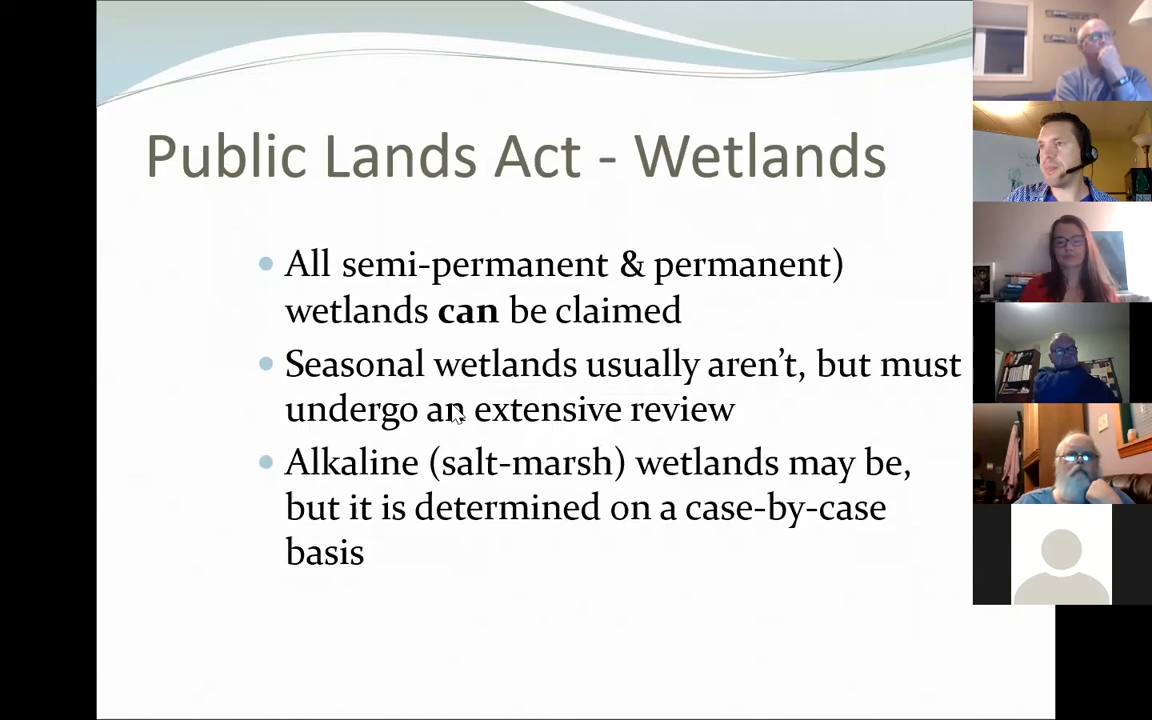 Public Lands Act - Wetlands
All semi-permanent & permanent)
wetlands can be claimed
Seasonal wetlands usually aren't, but must
undergo an extensive review
Alkaline (salt-marsh) wetlands may be,
but it is determined on a case-by-case
basis